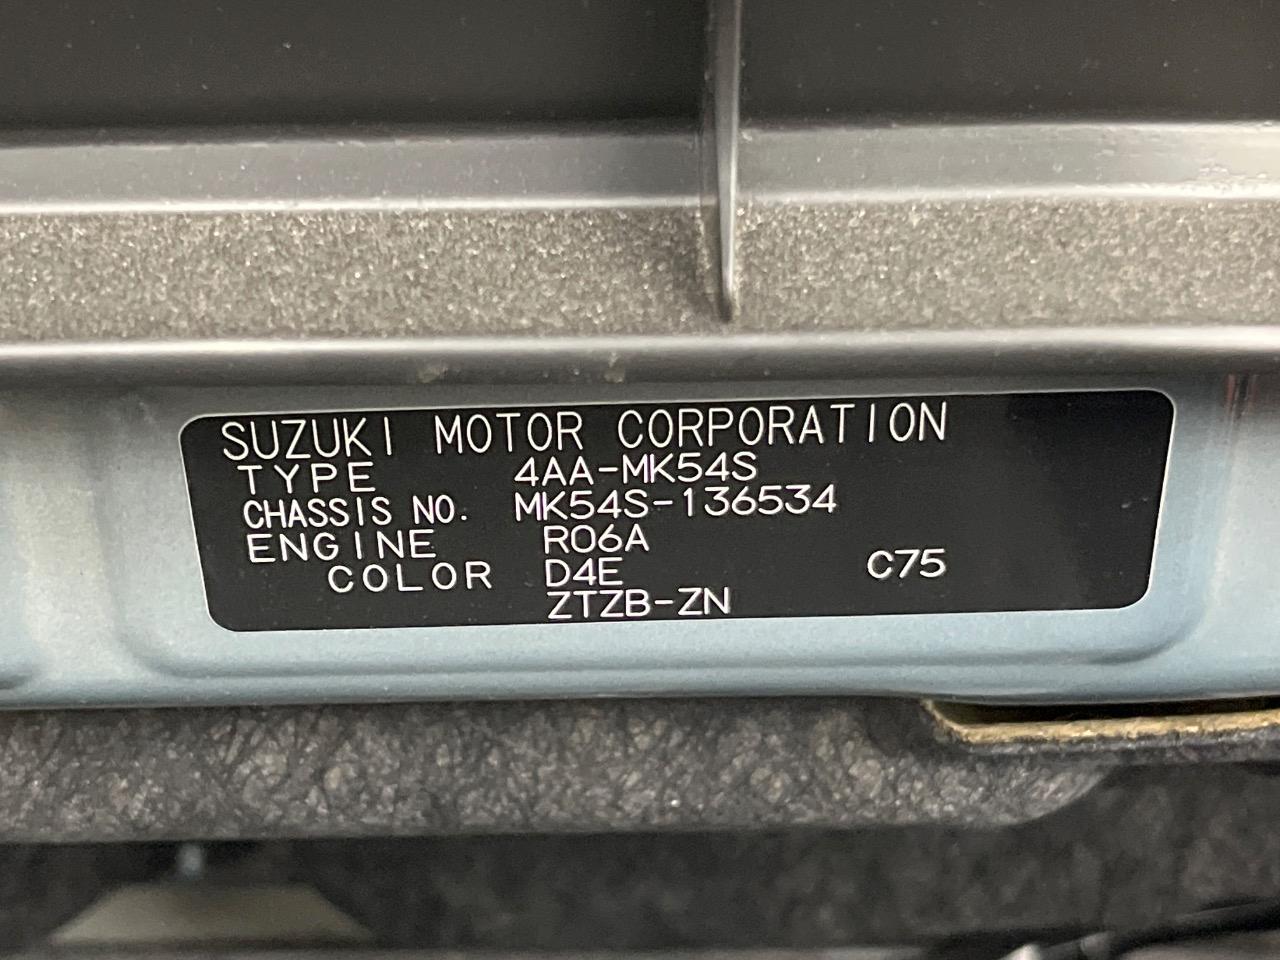 SUZUKI MOTOR CORPORATION
TYPE 4AA-MK54S
CHASSIS NO. MK54S-136534
ENGINE R06A
COLOR D4E C75
ZTZB-ZN